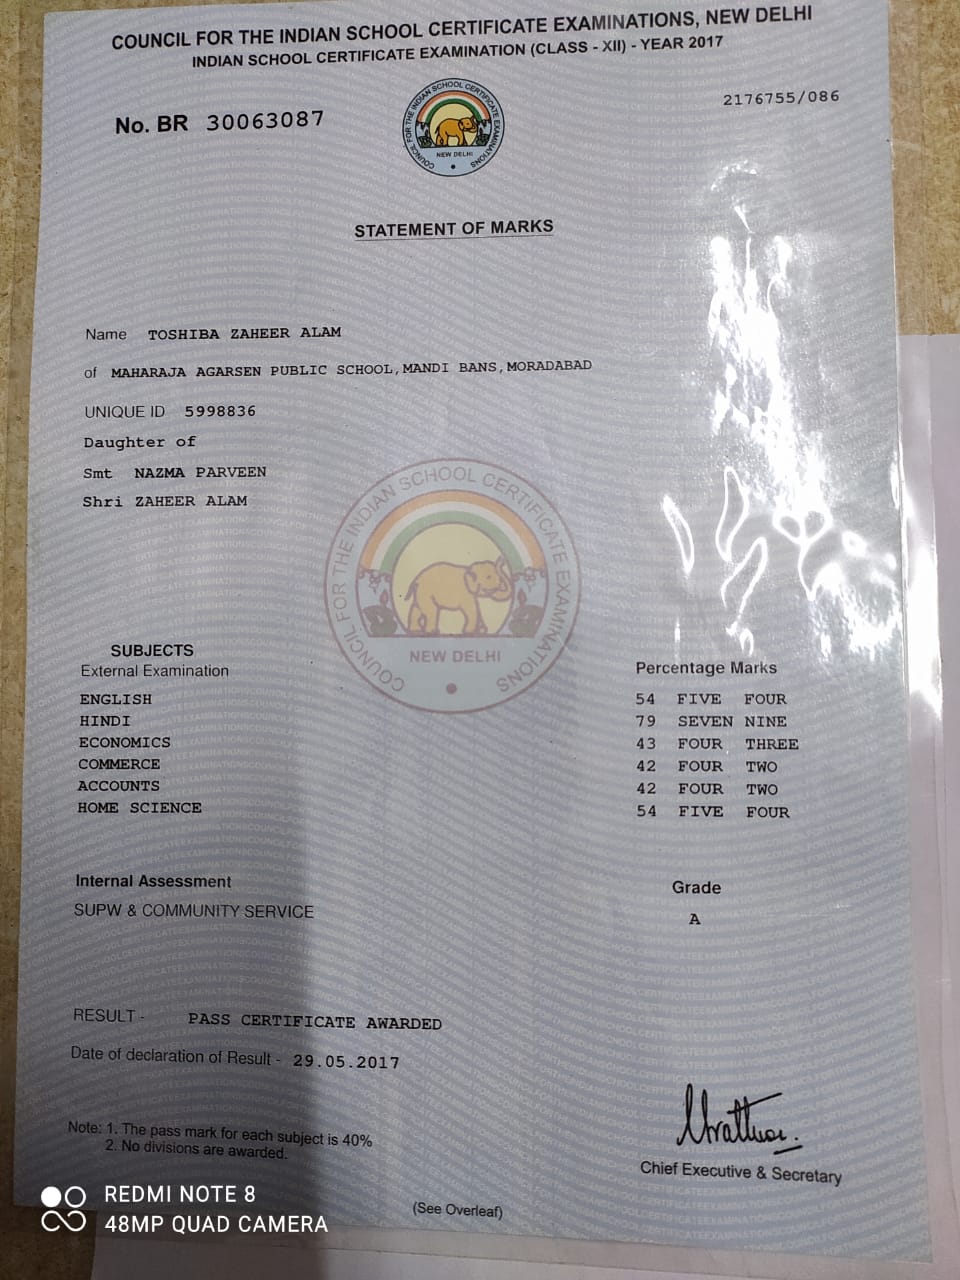 COUNCIL FOR THE INDIAN SCHOOL CERTIFICATE EXAMINATIONS, NEW DELHI
INDIAN SCHOOL CERTIFICATE EXAMINATION (CLASS - XII) - YEAR 2017
2176755/086
No. BR 30063087
COUNCIL FOR THE INDIAN SCHOOL CERTIFICATE EXAMINATIONS
NEW DELHI
STATEMENT OF MARKS
Name TOSHIBA ZAHEER ALAM
of MAHARAJA AGARSEN PUBLIC SCHOOL,MANDI BANS,MORADABAD
UNIQUE ID 5998836
Daughter of
Smt NAZMA PARVEEN
Shri ZAHEER ALAM
COUNCIL FOR THE INDIAN SCHOOL CERTIFICATE EXAMINATIONS
NEW DELHI
SUBJECTS
External Examination Percentage Marks
ENGLISH 54 FIVE FOUR
HINDI 79 SEVEN NINE
ECONOMICS 43 FOUR THREE
COMMERCE 42 FOUR TWO
ACCOUNTS 42 FOUR TWO
HOME SCIENCE 54 FIVE FOUR
Internal Assessment Grade
SUPW & COMMUNITY SERVICE A
RESULT - PASS CERTIFICATE AWARDED
Date of declaration of Result - 29.05.2017
Note: 1. The pass mark for each subject is 40%
2. No divisions are awarded.
Chief Executive & Secretary
(See Overleaf)
REDMI NOTE 8
48MP QUAD CAMERA